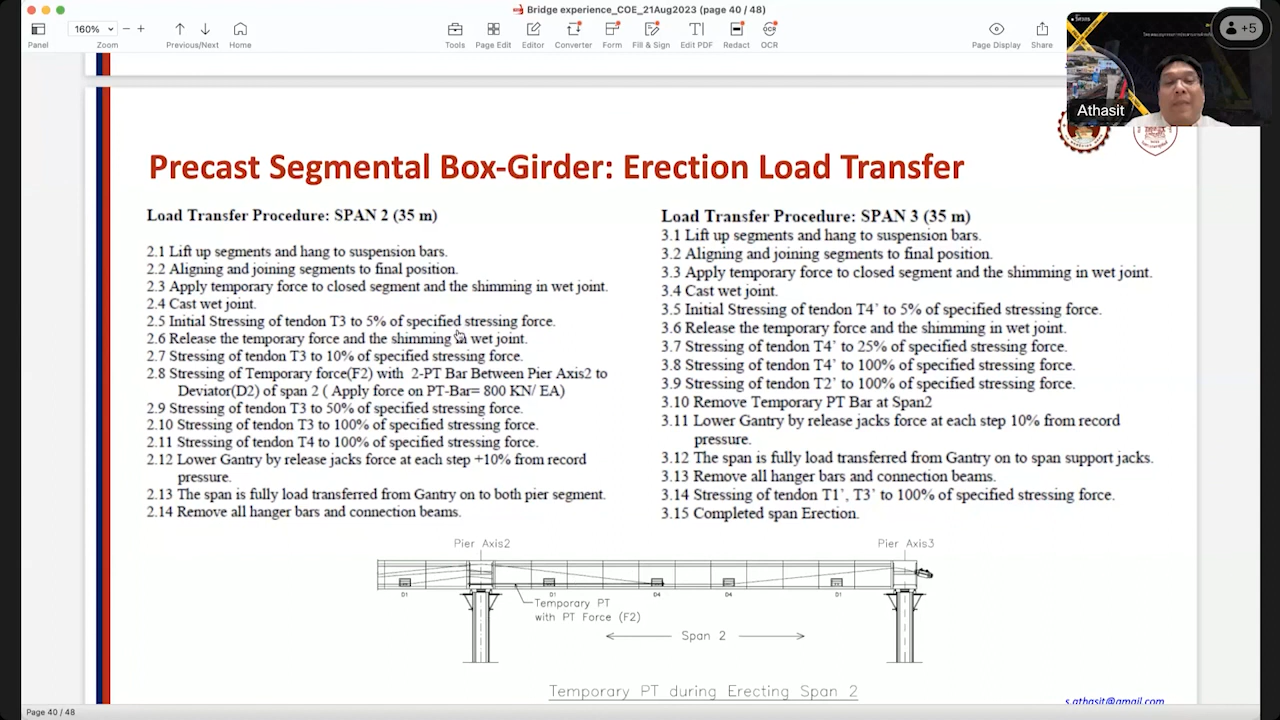 Bridge experience_COE_21Aug2023 (page 40 / 48)
160%
Panel
Zoom
Previous/Next
Home
Tools
Page Edit
Editor
Converter
Form
Fill & Sign
Edit PDF
Redact
OCR
OCR
Page Display
Share
+5
Athasit
Precast Segmental Box-Girder: Erection Load Transfer
Load Transfer Procedure: SPAN 2 (35 m)
2.1 Lift up segments and hang to suspension bars.
2.2 Aligning and joining segments to final position.
2.3 Apply temporary force to closed segment and the shimming in wet joint.
2.4 Cast wet joint.
2.5 Initial Stressing of tendon T3 to 5% of specified stressing force.
2.6 Release the temporary force and the shimming in wet joint.
2.7 Stressing of tendon T3 to 10% of specified stressing force.
2.8 Stressing of Temporary force(F2) with 2-PT Bar Between Pier Axis2 to
Deviator(D2) of span 2 ( Apply force on PT-Bar= 800 KN/ EA)
2.9 Stressing of tendon T3 to 50% of specified stressing force.
2.10 Stressing of tendon T3 to 100% of specified stressing force.
2.11 Stressing of tendon T4 to 100% of specified stressing force.
2.12 Lower Gantry by release jacks force at each step +10% from record
pressure.
2.13 The span is fully load transferred from Gantry on to both pier segment.
2.14 Remove all hanger bars and connection beams.
Load Transfer Procedure: SPAN 3 (35 m)
3.1 Lift up segments and hang to suspension bars.
3.2 Aligning and joining segments to final position.
3.3 Apply temporary force to closed segment and the shimming in wet joint.
3.4 Cast wet joint.
3.5 Initial Stressing of tendon T4' to 5% of specified stressing force.
3.6 Release the temporary force and the shimming in wet joint.
3.7 Stressing of tendon T4' to 25% of specified stressing force.
3.8 Stressing of tendon T4' to 100% of specified stressing force.
3.9 Stressing of tendon T2' to 100% of specified stressing force.
3.10 Remove Temporary PT Bar at Span2
3.11 Lower Gantry by release jacks force at each step 10% from record
pressure.
3.12 The span is fully load transferred from Gantry on to span support jacks.
3.13 Remove all hanger bars and connection beams.
3.14 Stressing of tendon T1', T3' to 100% of specified stressing force.
3.15 Completed span Erection.
Pier Axis2
Pier Axis3
D1
D1
D4
D4
D1
Temporary PT
with PT Force (F2)
Span 2
Temporary PT during Erecting Span 2
s.athasit@gmail.com
Page 40 / 48